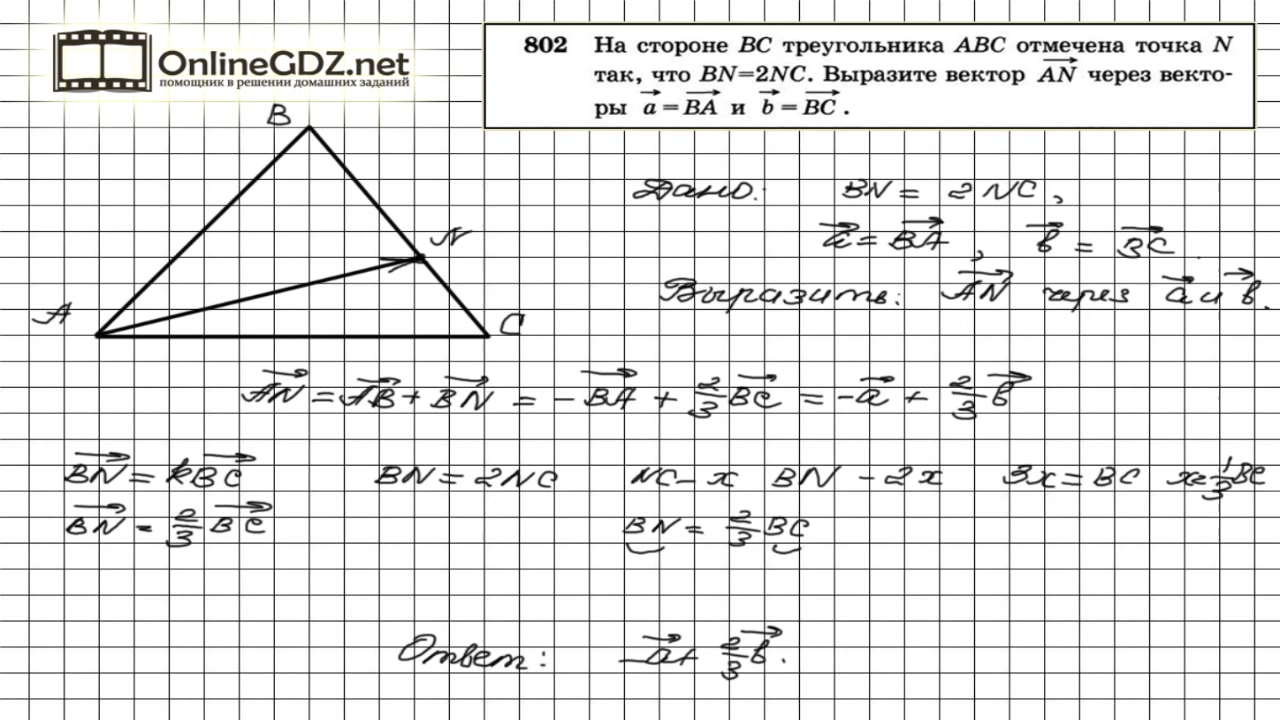 OnlineGDZ.net
помощник в решении домашних заданий
802 На стороне BC треугольника ABC отмечена точка N
так, что BN=2NC. Выразите вектор AN⃗ через векто-
ры a⃗ = BA⃗ и b⃗ = BC⃗ .
B
N
A
C
Дано: BN = 2NC,
a⃗ = BA⃗ , b⃗ = BC⃗ .
Выразить: AN⃗ через a⃗ и b⃗.
AN⃗ = AB⃗ + BN⃗ = -BA⃗ + 2/3 BC⃗ = -a⃗ + 2/3 b⃗
BN⃗ = kBC⃗ BN = 2NC NC - x BN - 2x 3x = BC x = 1/3 BC
BN⃗ = 2/3 BC⃗ BN = 2/3 BC
Ответ: -a⃗ + 2/3 b⃗.